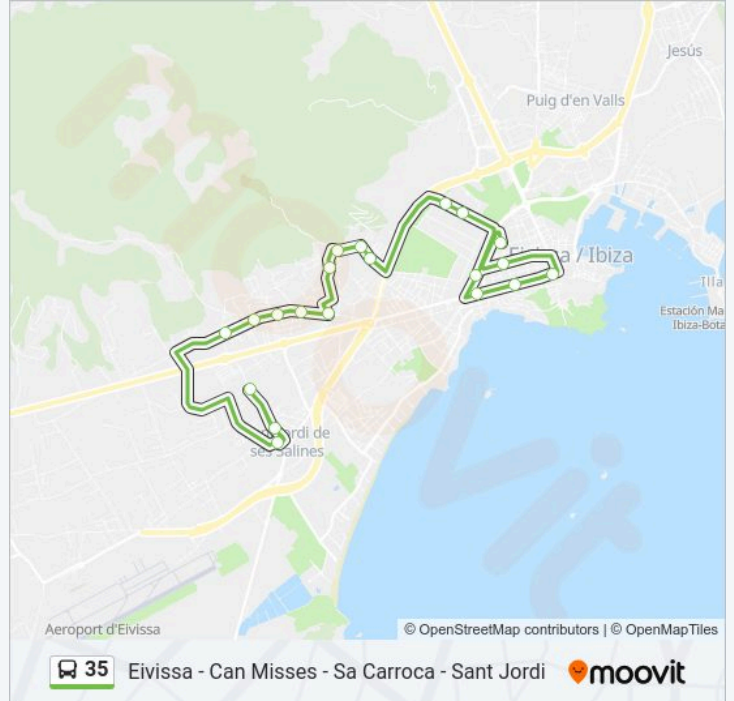 Jesús
Puig d'en Valls
Eivissa / Ibiza
Illa
Estación Ma
Ibiza-Bota
Sant Jordi de
ses Salines
Aeroport d'Eivissa
© OpenStreetMap contributors | © OpenMapTiles
35 Eivissa - Can Misses - Sa Carroca - Sant Jordi moovit